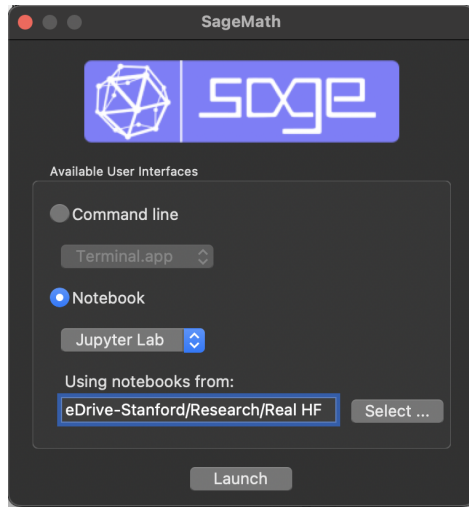 SageMath
sage
Available User Interfaces
Command line
Terminal.app
Notebook
Jupyter Lab
Using notebooks from:
eDrive-Stanford/Research/Real HF
Select ...
Launch